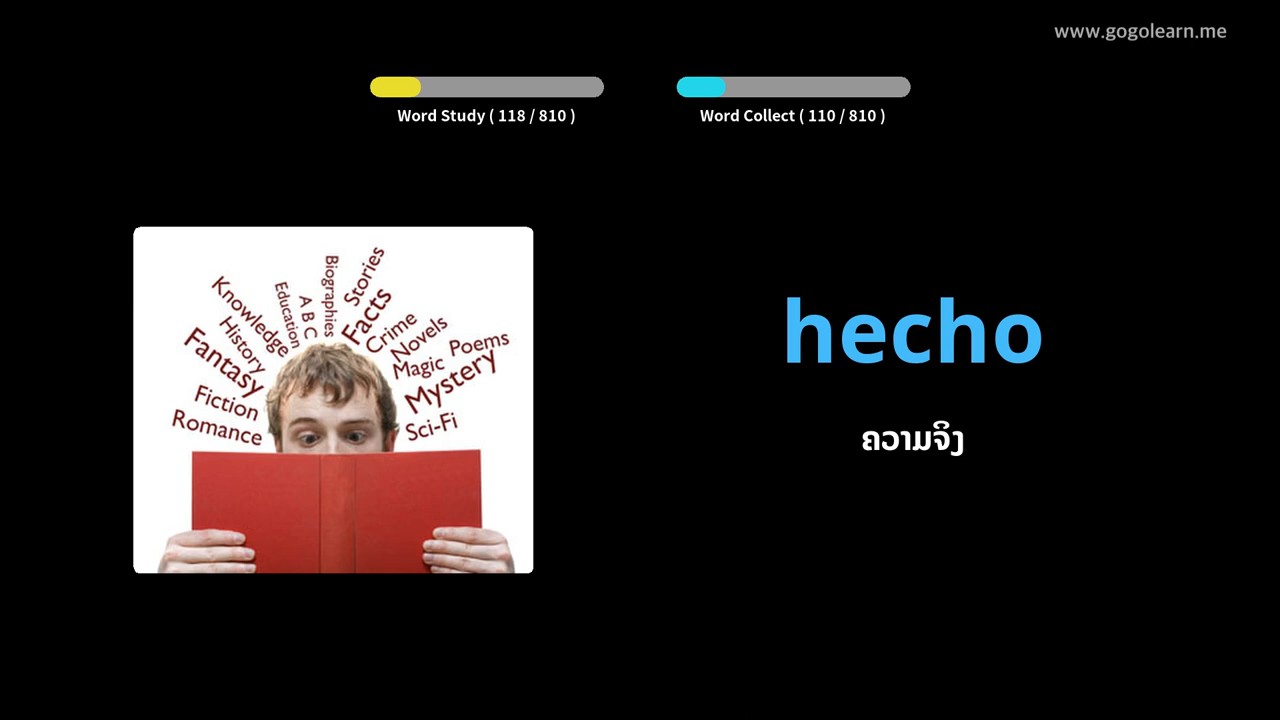 www.gogolearn.me
Word Study ( 118 / 810 )
Word Collect ( 110 / 810 )
Biographies
Stories
Education
A B C
Facts
Knowledge
Crime
History
Novels
Fantasy
Magic
Poems
Mystery
Fiction
Romance
Sci-Fi
hecho
ຄວາມຈິງ